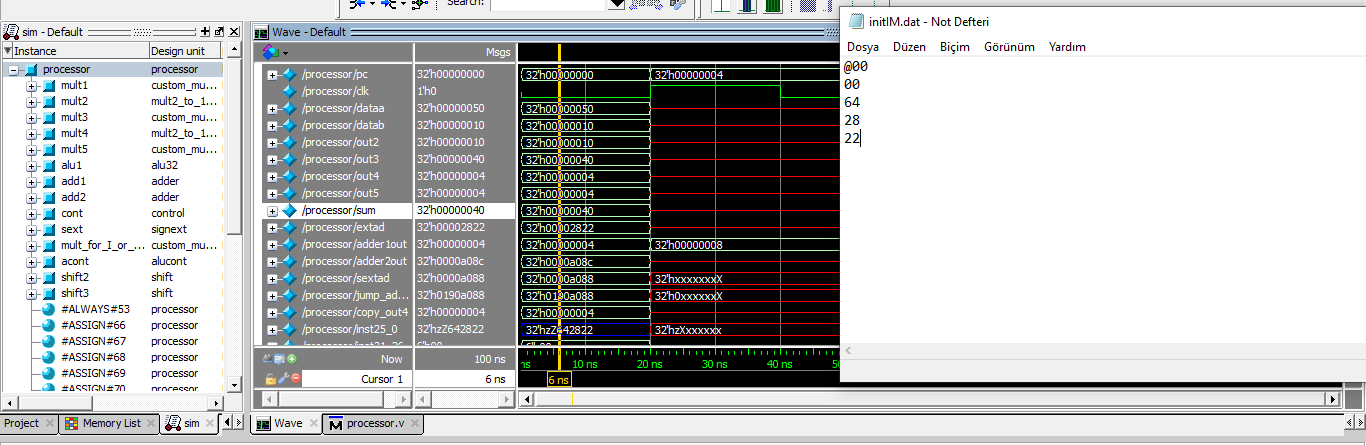 Search:
sim - Default
Instance Design unit
processor processor
mult1 custom_mu...
mult2 mult2_to_1...
mult3 custom_mu...
mult4 mult2_to_1...
mult5 custom_mu...
alu1 alu32
add1 adder
add2 adder
cont control
sext signext
mult_for_I_or_... custom_mu...
acont alucont
shift2 shift
shift3 shift
#ALWAYS#53 processor
#ASSIGN#66 processor
#ASSIGN#67 processor
#ASSIGN#68 processor
#ASSIGN#69 processor
#ASSIGN#70 processor
Project Memory List sim
Wave - Default
Msgs
/processor/pc 32'h00000000 32'h00000000 32'h00000004
/processor/clk 1'h0
/processor/dataa 32'h00000050 32'h00000050
/processor/datab 32'h00000010 32'h00000010
/processor/out2 32'h00000010 32'h00000010
/processor/out3 32'h00000040 32'h00000040
/processor/out4 32'h00000004 32'h00000004
/processor/out5 32'h00000004 32'h00000004
/processor/sum 32'h00000040 32'h00000040
/processor/extad 32'h00002822 32'h00002822
/processor/adder1out 32'h00000004 32'h00000004 32'h00000008
/processor/adder2out 32'h0000a08c 32'h0000a08c
/processor/sextad 32'h0000a088 32'h0000a088 32'hxxxxxxxX
/processor/jump_ad... 32'h0190a088 32'h0190a088 32'h0xxxxxxX
/processor/copy_out4 32'h00000004 32'h00000004
/processor/inst25_0 32'hzZ642822 32'hzZ642822 32'hzXxxxxxx
Now 100 ns ns 10 ns 20 ns 30 ns 40 ns
Cursor 1 6 ns 6 ns
Wave processor.v
initIM.dat - Not Defteri
Dosya Düzen Biçim Görünüm Yardım
@00
00
64
28
22